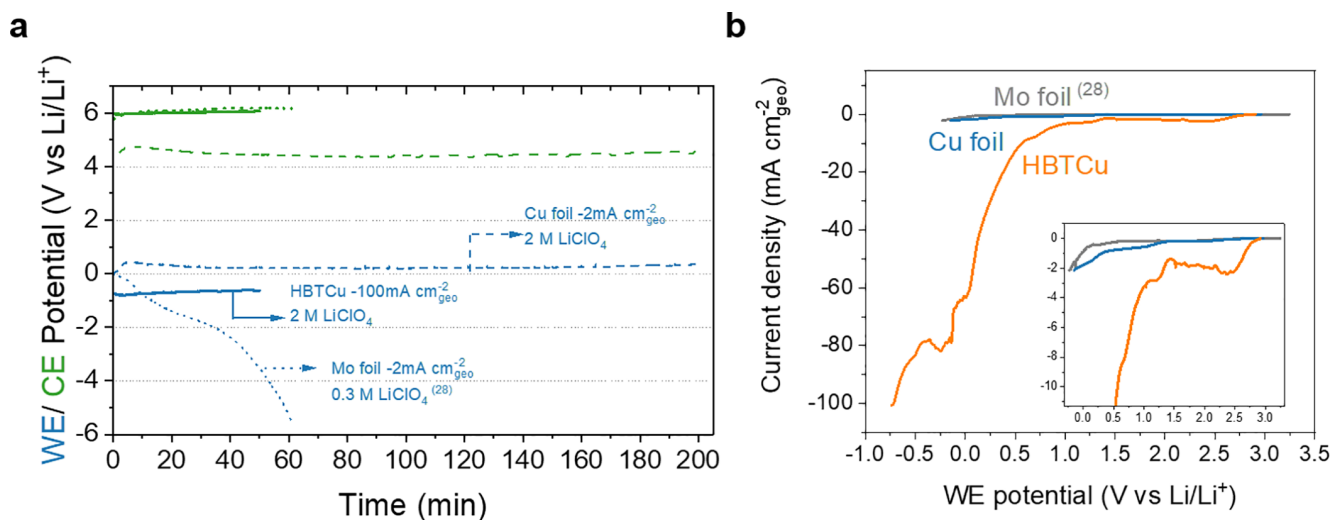 a
WE/ CE Potential (V vs Li/Li⁺)
6
4
2
0
-2
-4
-6
0 20 40 60 80 100 120 140 160 180 200
Time (min)
Cu foil -2mA cm⁻²geo
2 M LiClO₄
HBTCu -100mA cm⁻²geo
2 M LiClO₄
Mo foil -2mA cm⁻²geo
0.3 M LiClO₄ (28)
b
Current density (mA cm⁻²geo)
0
-20
-40
-60
-80
-100
-1.0 -0.5 0.0 0.5 1.0 1.5 2.0 2.5 3.0 3.5
WE potential (V vs Li/Li⁺)
Mo foil (28)
Cu foil
HBTCu
0
-2
-4
-6
-8
-10
0.0 0.5 1.0 1.5 2.0 2.5 3.0